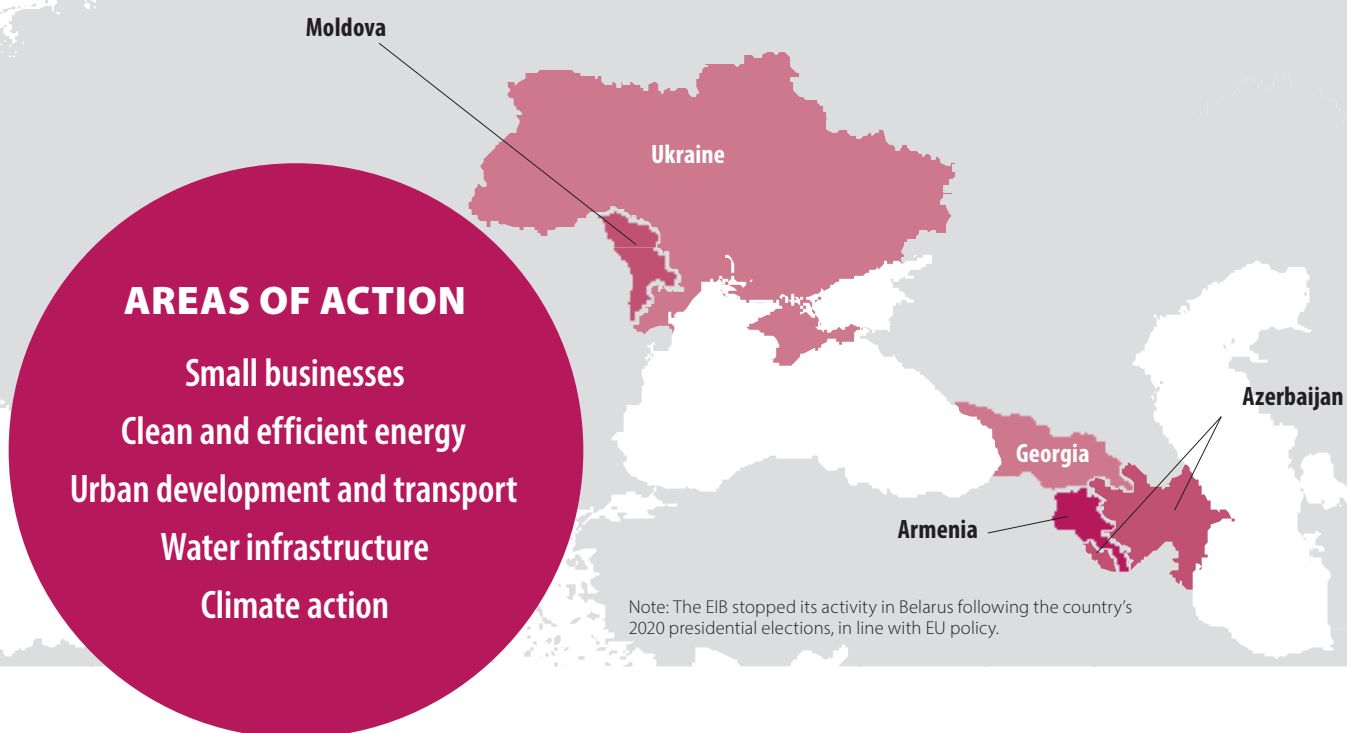 Moldova
Ukraine
AREAS OF ACTION
Small businesses
Clean and efficient energy
Urban development and transport
Water infrastructure
Climate action
Azerbaijan
Georgia
Armenia
Note: The EIB stopped its activity in Belarus following the country’s
2020 presidential elections, in line with EU policy.